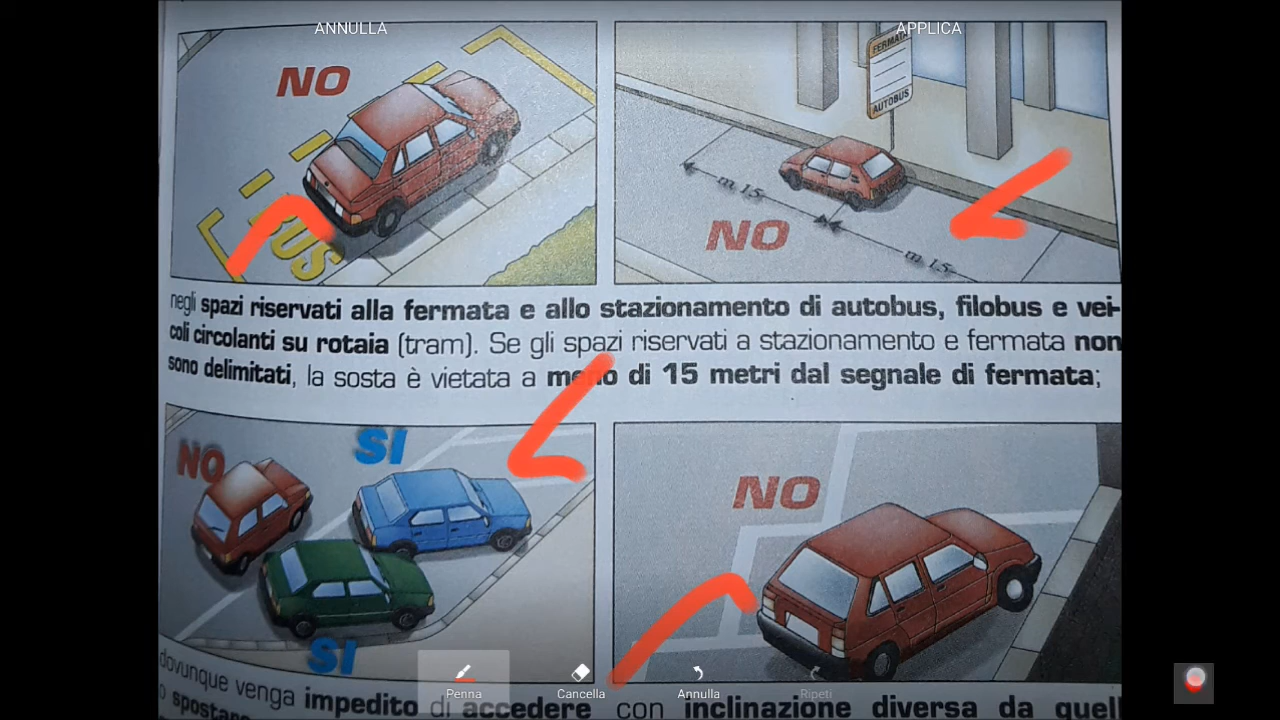 ANNULLA APPLICA
NO
FERMATA
AUTOBUS
m 15
NO
m 15
BUS
negli spazi riservati alla fermata e allo stazionamento di autobus, filobus e vei-
coli circolanti su rotaia (tram). Se gli spazi riservati a stazionamento e fermata non
sono delimitati, la sosta è vietata a meno di 15 metri dal segnale di fermata;
NO
SI
NO
SI
dovunque venga impedito di accedere con inclinazione diversa da quell
o spostare
Penna Cancella Annulla Ripeti